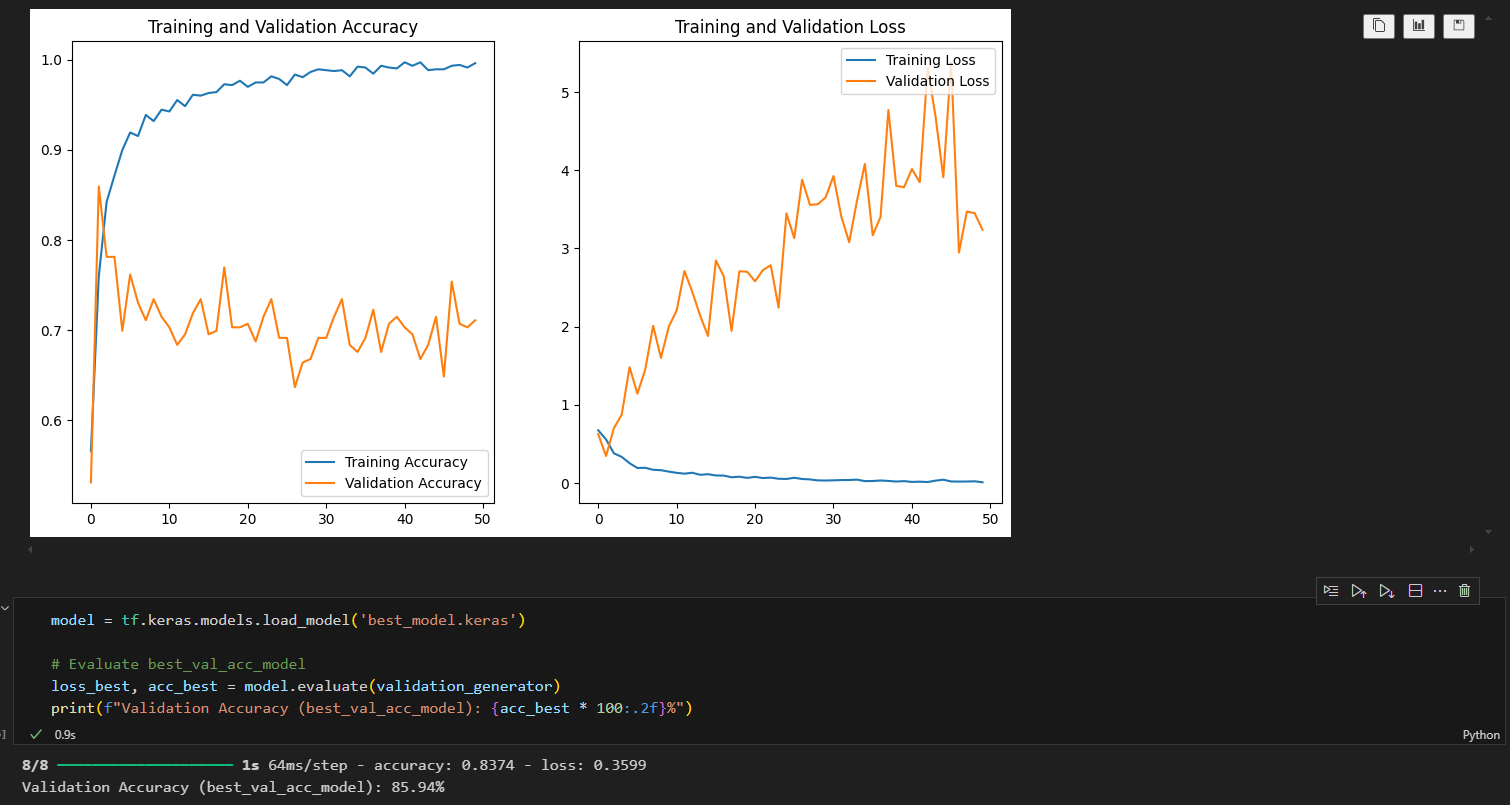 Training and Validation Accuracy
1.0
0.9
0.8
0.7
0.6
0 10 20 30 40 50
Training Accuracy
Validation Accuracy
Training and Validation Loss
5
4
3
2
1
0
0 10 20 30 40 50
Training Loss
Validation Loss
model = tf.keras.models.load_model('best_model.keras')
# Evaluate best_val_acc_model
loss_best, acc_best = model.evaluate(validation_generator)
print(f"Validation Accuracy (best_val_acc_model): {acc_best * 100:.2f}%")
0.9s
Python
8/8 1s 64ms/step - accuracy: 0.8374 - loss: 0.3599
Validation Accuracy (best_val_acc_model): 85.94%